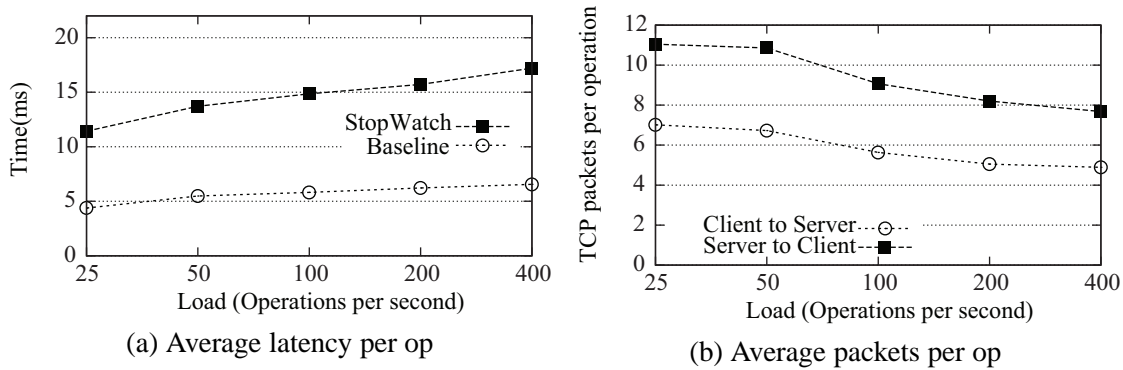 20
15
10
5
0
Time(ms)
StopWatch
Baseline
25 50 100 200 400
Load (Operations per second)
(a) Average latency per op
12
10
8
6
4
2
0
TCP packets per operation
Client to Server
Server to Client
25 50 100 200 400
Load (Operations per second)
(b) Average packets per op